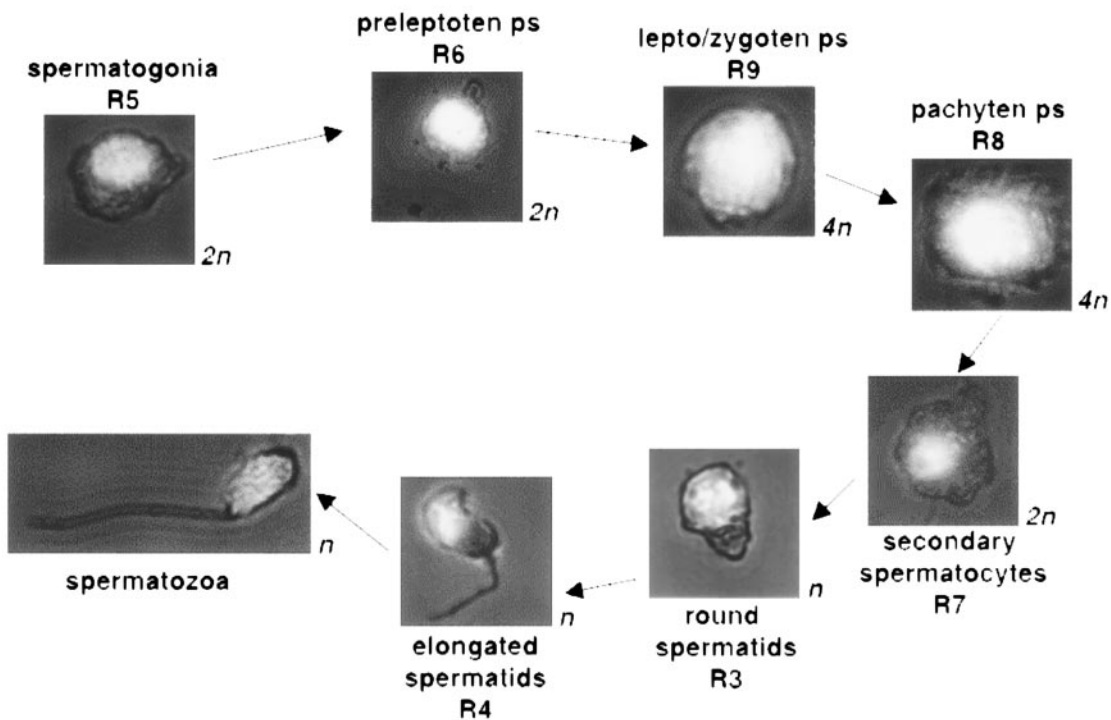 spermatogonia
R5
2n
preleptoten ps
R6
2n
lepto/zygoten ps
R9
4n
pachyten ps
R8
4n
2n
secondary
spermatocytes
R7
n
round
spermatids
R3
n
elongated
spermatids
R4
n
spermatozoa